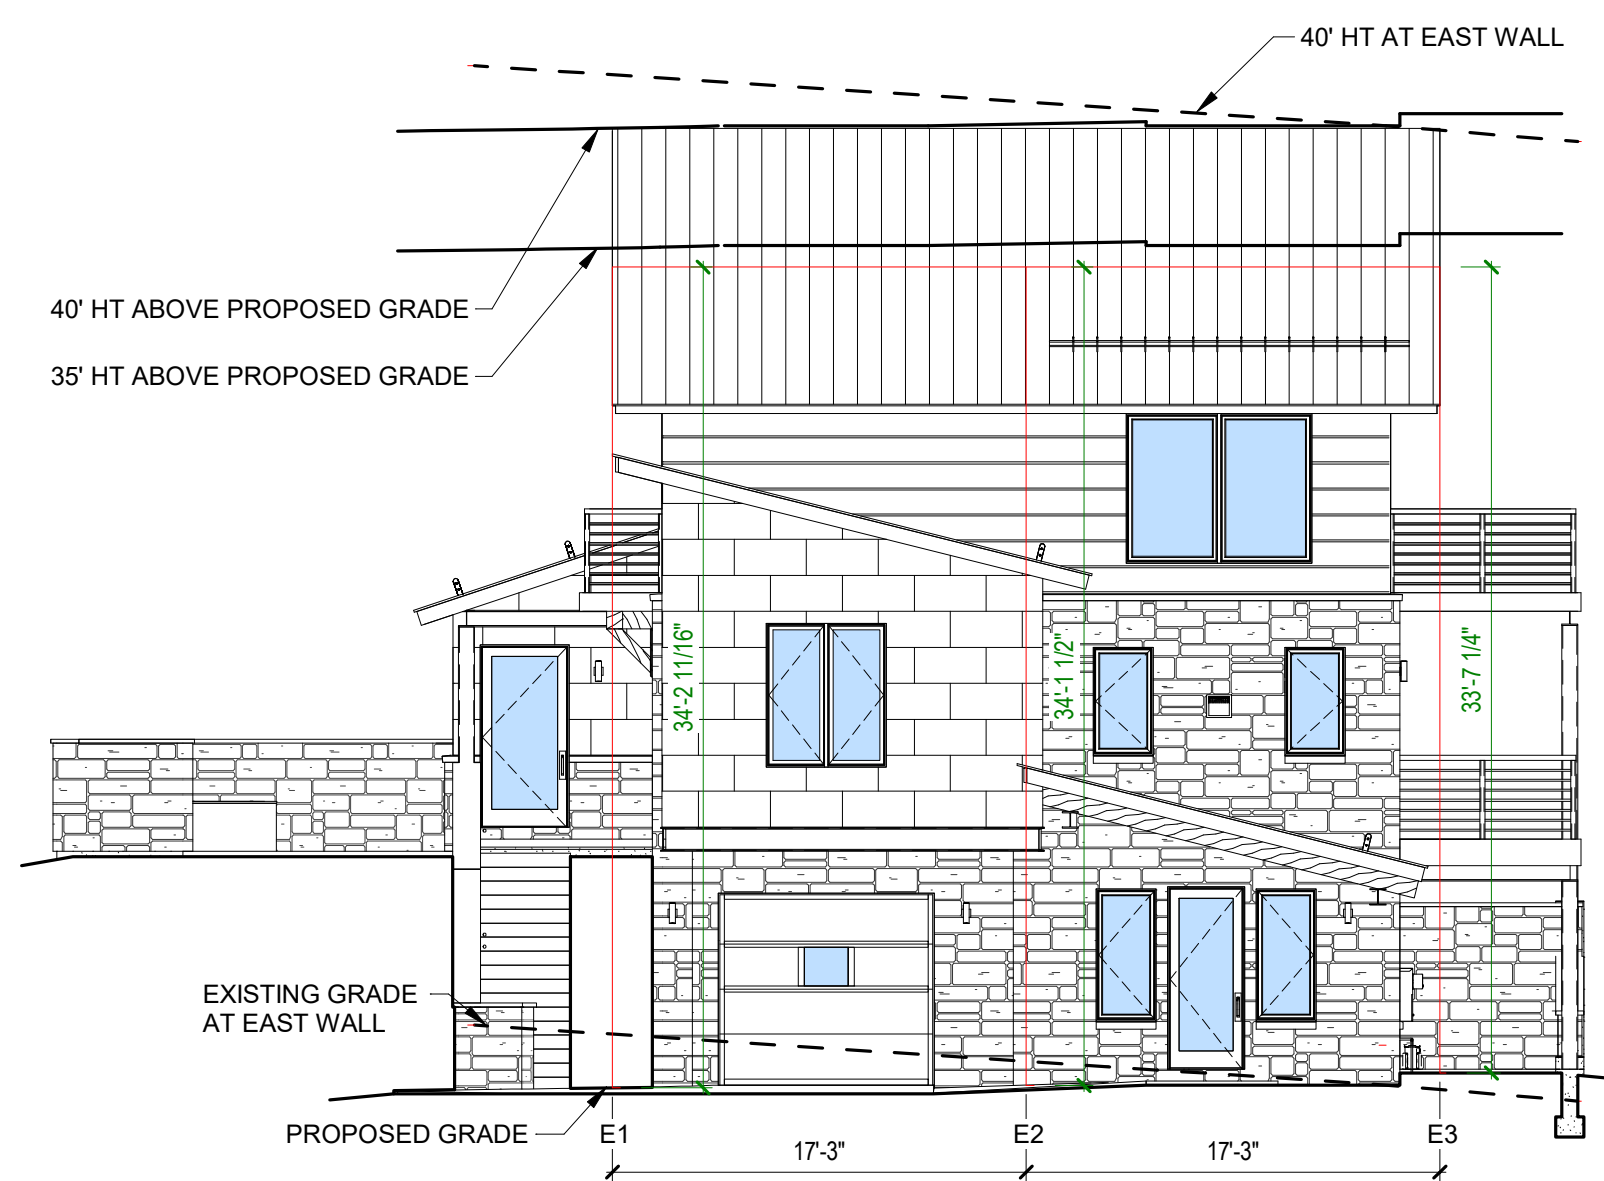 40' HT AT EAST WALL
40' HT ABOVE PROPOSED GRADE
35' HT ABOVE PROPOSED GRADE
34'-2 11/16"
34'-1 1/2"
33'-7 1/4"
EXISTING GRADE
AT EAST WALL
PROPOSED GRADE
E1
E2
E3
17'-3"
17'-3"